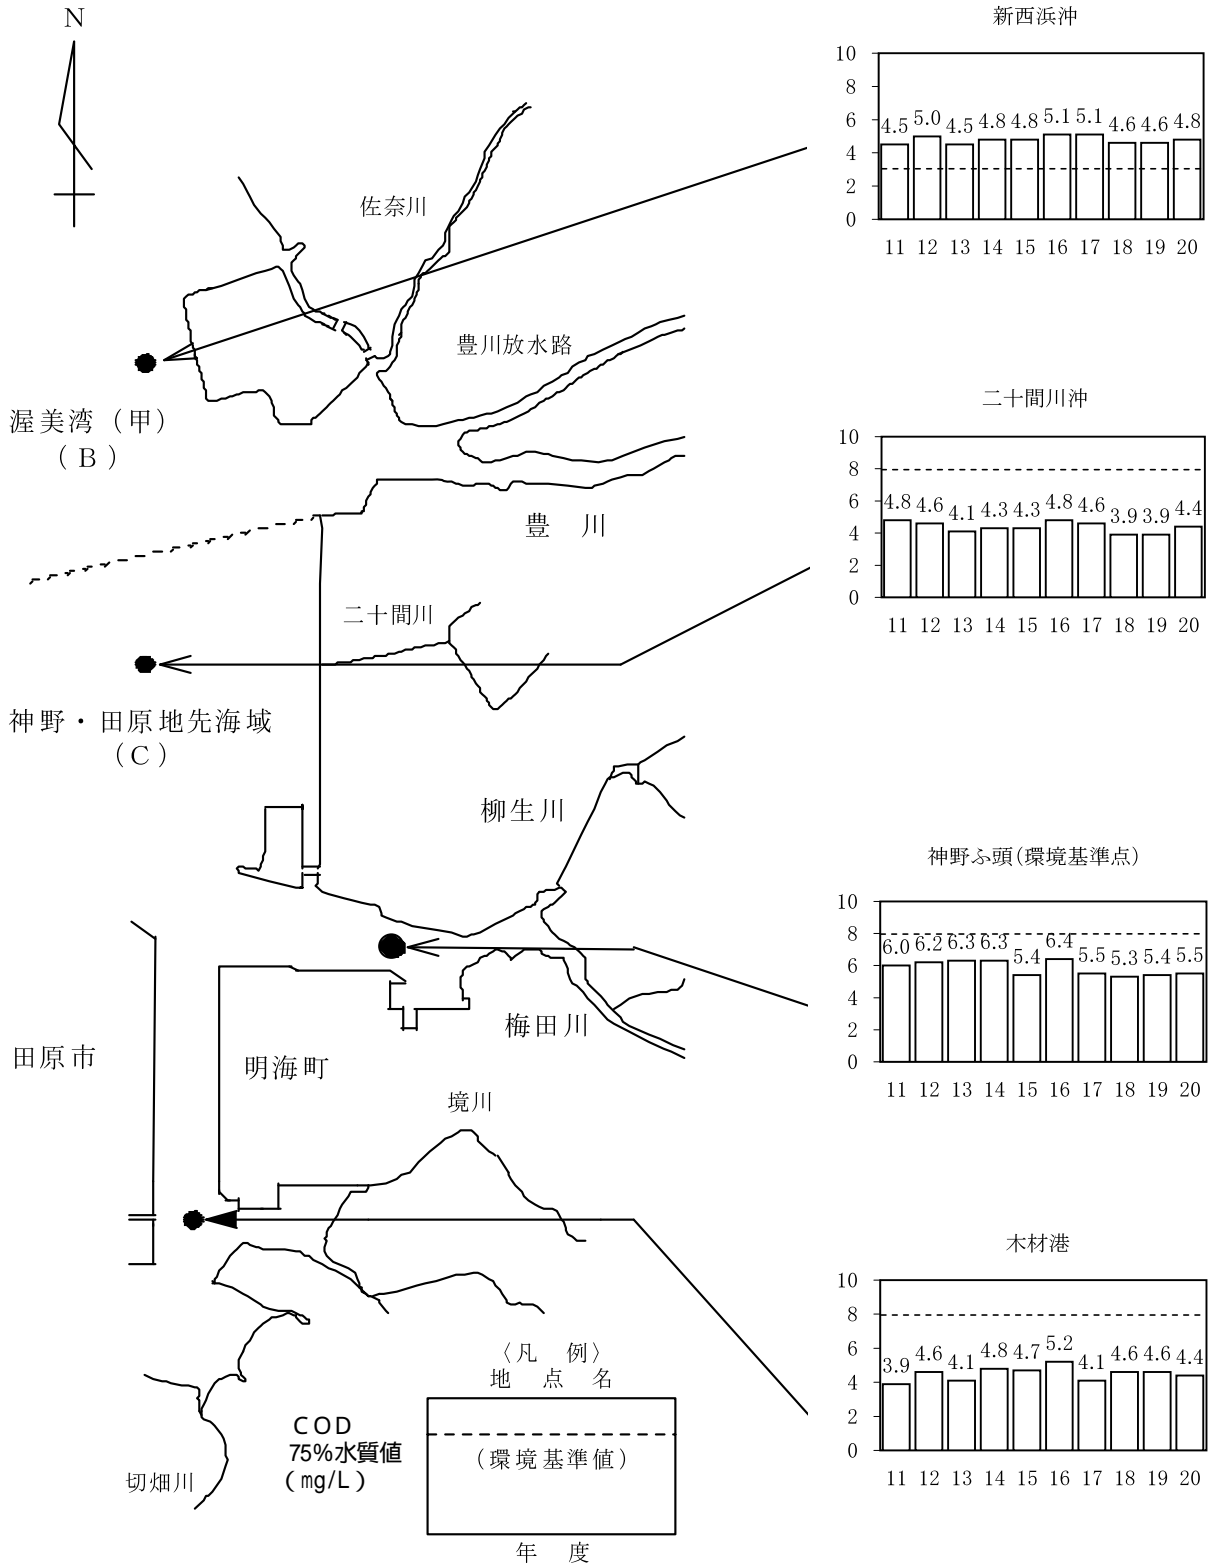 N
佐奈川
豊川放水路
渥美湾（甲）
（Ｂ）
豊　川
二十間川
神野・田原地先海域
（Ｃ）
柳生川
梅田川
田原市
明海町
境川
切畑川
ＣＯＤ
75%水質値
（mg/L）
〈凡　例〉
地　点　名
（環境基準値）
年　度
新西浜沖
10
8
6
4
2
0
4.5 5.0 4.5 4.8 4.8 5.1 5.1 4.6 4.6 4.8
11 12 13 14 15 16 17 18 19 20
二十間川沖
10
8
6
4
2
0
4.8 4.6 4.1 4.3 4.3 4.8 4.6 3.9 3.9 4.4
11 12 13 14 15 16 17 18 19 20
神野ふ頭(環境基準点)
10
8
6
4
2
0
6.0 6.2 6.3 6.3 5.4 6.4 5.5 5.3 5.4 5.5
11 12 13 14 15 16 17 18 19 20
木材港
10
8
6
4
2
0
3.9 4.6 4.1 4.8 4.7 5.2 4.1 4.6 4.6 4.4
11 12 13 14 15 16 17 18 19 20